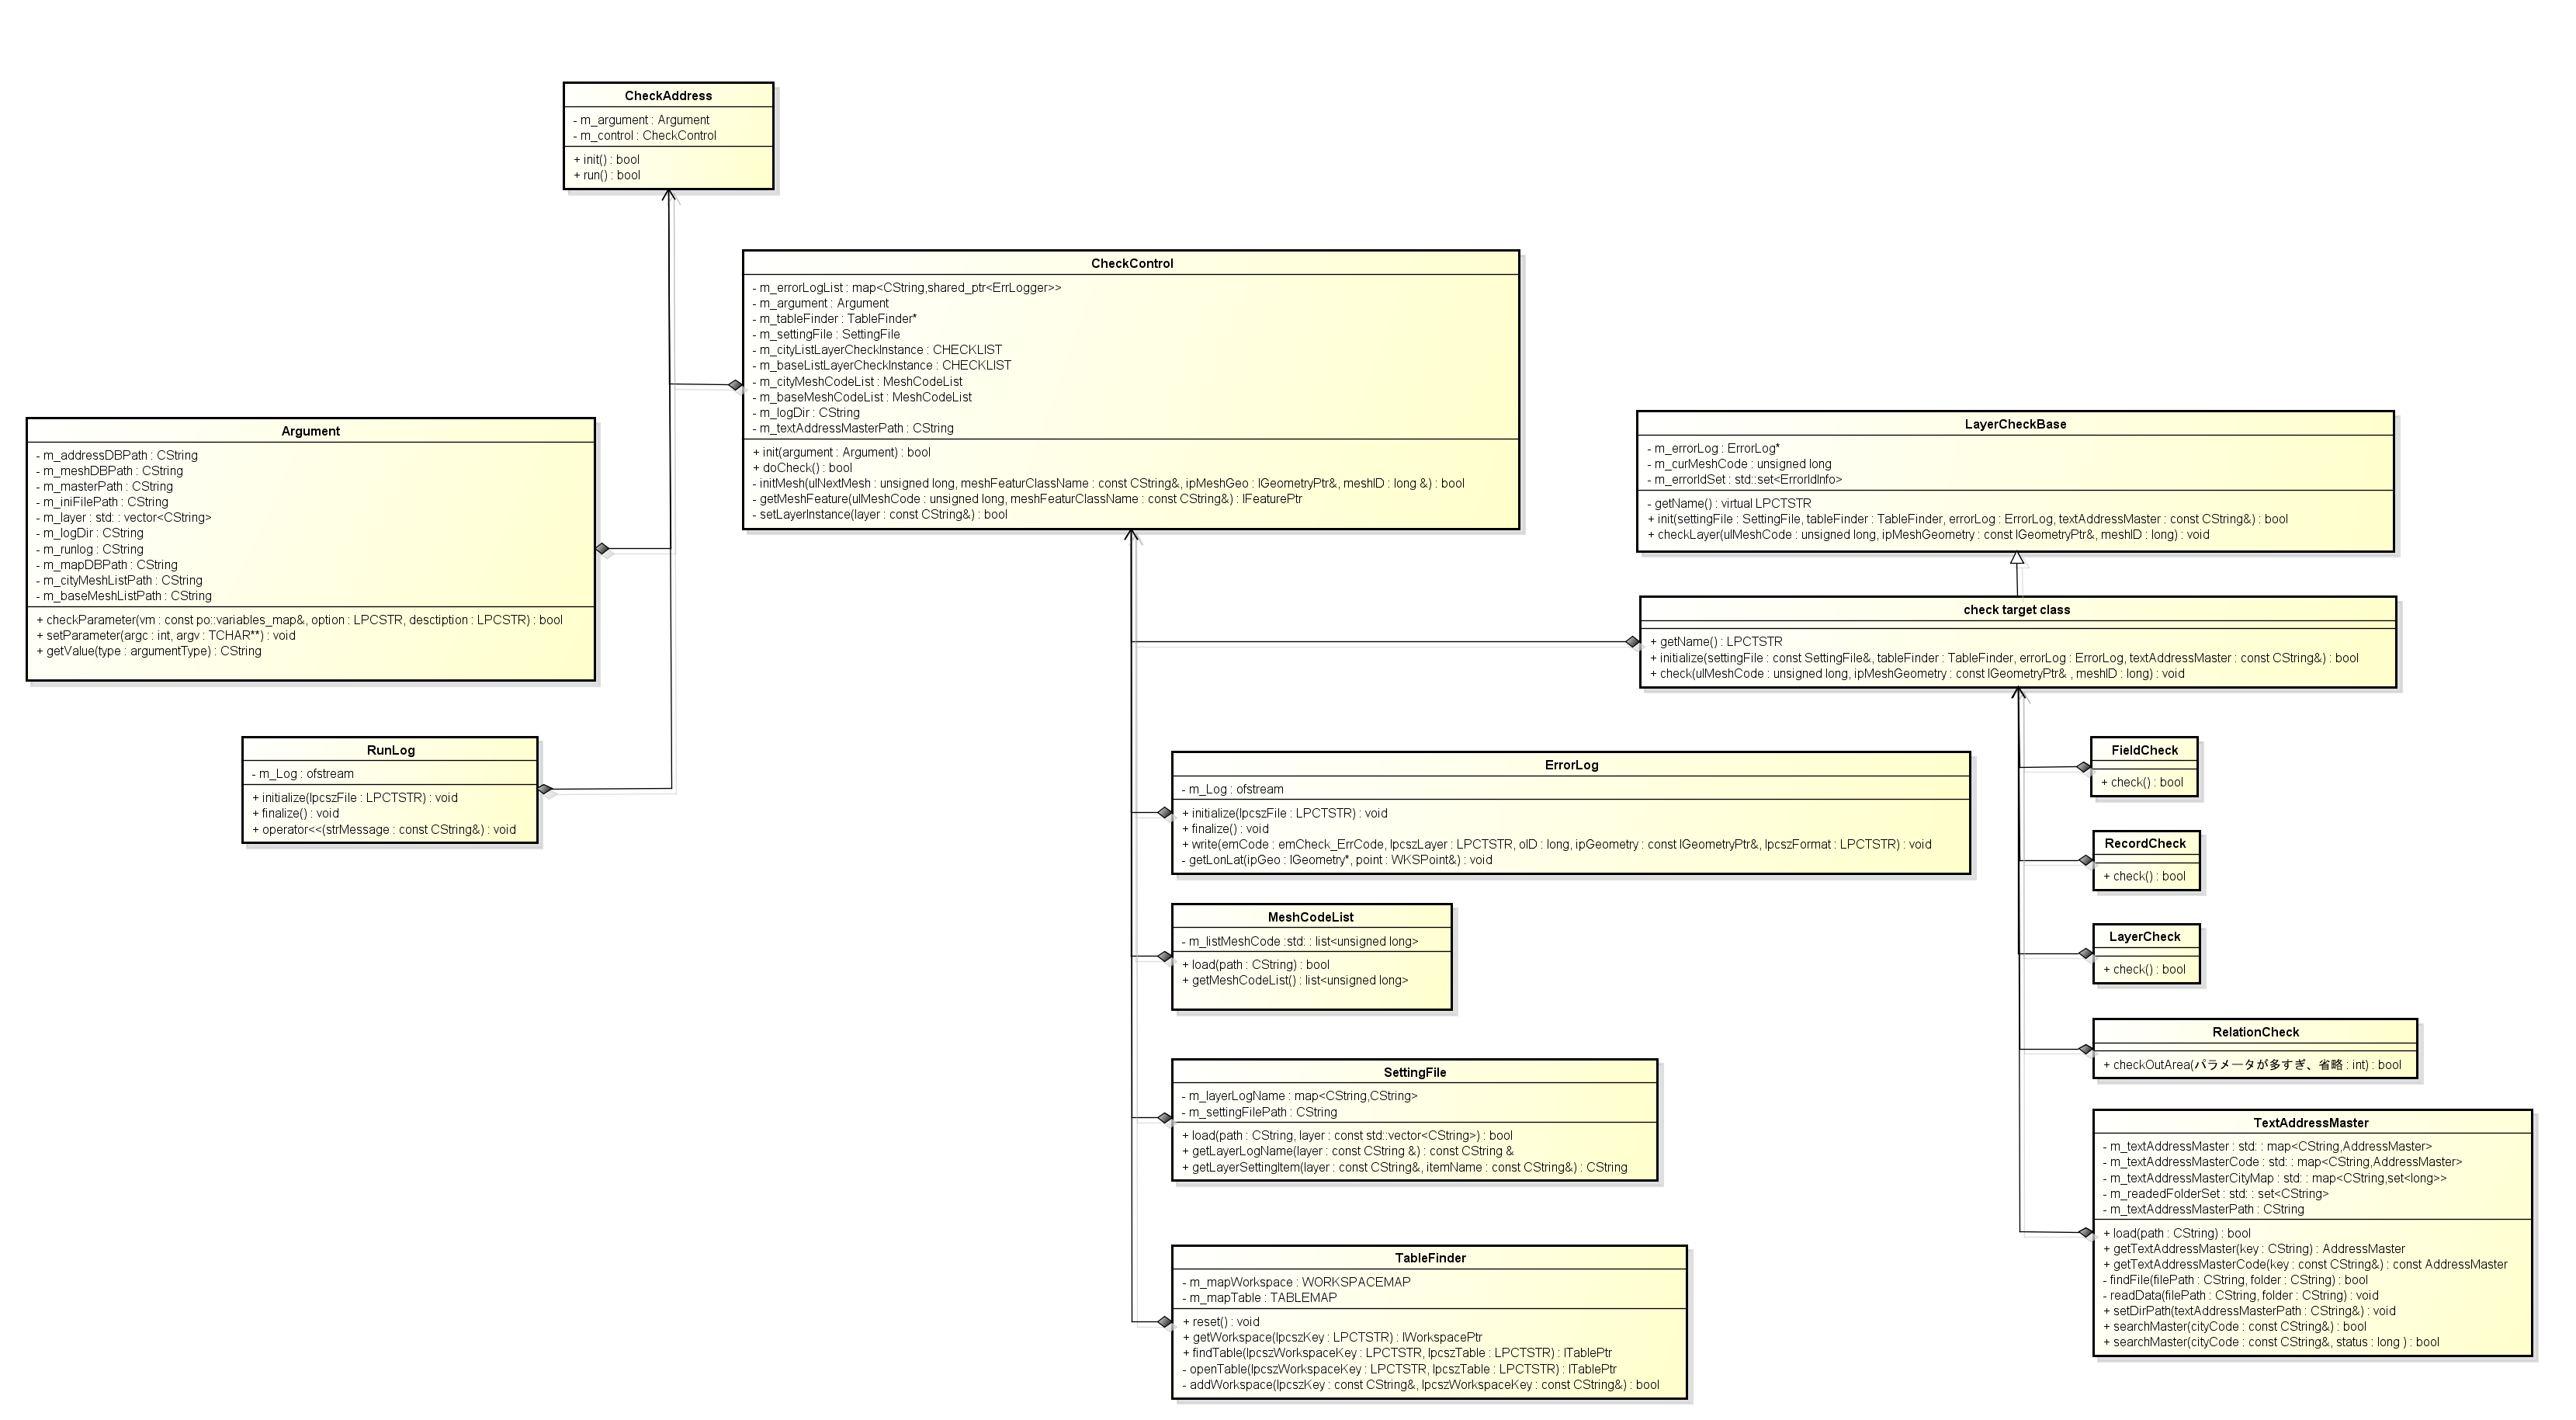 CheckAddress
- m_argument : Argument
- m_control : CheckControl
+ init() : bool
+ run() : bool
CheckControl
- m_errorLogList : map<CString,shared_ptr<ErrLogger>>
- m_argument : Argument
- m_tableFinder : TableFinder*
- m_settingFile : SettingFile
- m_cityListLayerCheckInstance : CHECKLIST
- m_baseListLayerCheckInstance : CHECKLIST
- m_cityMeshCodeList : MeshCodeList
- m_baseMeshCodeList : MeshCodeList
- m_logDir : CString
- m_textAddressMasterPath : CString
+ init(argument : Argument) : bool
+ doCheck() : bool
- initMesh(ulNextMesh : unsigned long, meshFeaturClassName : const CString&, ipMeshGeo : IGeometryPtr&, meshID : long &) : bool
- getMeshFeature(ulMeshCode : unsigned long, meshFeaturClassName : const CString&) : IFeaturePtr
- setLayerInstance(layer : const CString&) : bool
Argument
- m_addressDBPath : CString
- m_meshDBPath : CString
- m_masterPath : CString
- m_iniFilePath : CString
- m_layer : std: : vector<CString>
- m_logDir : CString
- m_runlog : CString
- m_mapDBPath : CString
- m_cityMeshListPath : CString
- m_baseMeshListPath : CString
+ checkParameter(vm : const po::variables_map&, option : LPCSTR, desctiption : LPCSTR) : bool
+ setParameter(argc : int, argv : TCHAR**) : void
+ getValue(type : argumentType) : CString
LayerCheckBase
- m_errorLog : ErrorLog*
- m_curMeshCode : unsigned long
- m_errorIdSet : std::set<ErrorIdInfo>
- getName() : virtual LPCTSTR
+ init(settingFile : SettingFile, tableFinder : TableFinder, errorLog : ErrorLog, textAddressMaster : const CString&) : bool
+ checkLayer(ulMeshCode : unsigned long, ipMeshGeometry : const IGeometryPtr&, meshID : long) : void
check target class
+ getName() : LPCTSTR
+ initialize(settingFile : const SettingFile&, tableFinder : TableFinder, errorLog : ErrorLog, textAddressMaster : const CString&) : bool
+ check(ulMeshCode : unsigned long, ipMeshGeometry : const IGeometryPtr& , meshID : long) : void
RunLog
- m_Log : ofstream
+ initialize(lpcszFile : LPCTSTR) : void
+ finalize() : void
+ operator<<(strMessage : const CString&) : void
ErrorLog
- m_Log : ofstream
+ initialize(lpcszFile : LPCTSTR) : void
+ finalize() : void
+ write(emCode : emCheck_ErrCode, lpcszLayer : LPCTSTR, oID : long, ipGeometry : const IGeometryPtr&, lpcszFormat : LPCTSTR) : void
- getLonLat(ipGeo : IGeometry*, point : WKSPoint&) : void
MeshCodeList
- m_listMeshCode :std: : list<unsigned long>
+ load(path : CString) : bool
+ getMeshCodeList() : list<unsigned long>
SettingFile
- m_layerLogName : map<CString,CString>
- m_settingFilePath : CString
+ load(path : CString, layer : const std::vector<CString>) : bool
+ getLayerLogName(layer : const CString &) : const CString &
+ getLayerSettingItem(layer : const CString&, itemName : const CString&) : CString
TableFinder
- m_mapWorkspace : WORKSPACEMAP
- m_mapTable : TABLEMAP
+ reset() : void
+ getWorkspace(lpcszKey : LPCTSTR) : IWorkspacePtr
+ findTable(lpcszWorkspaceKey : LPCTSTR, lpcszTable : LPCTSTR) : ITablePtr
- openTable(lpcszWorkspaceKey : LPCTSTR, lpcszTable : LPCTSTR) : ITablePtr
- addWorkspace(lpcszKey : const CString&, lpcszWorkspaceKey : const CString&) : bool
FieldCheck
+ check() : bool
RecordCheck
+ check() : bool
LayerCheck
+ check() : bool
RelationCheck
+ checkOutArea(パラメータが多すぎ、省略 : int) : bool
TextAddressMaster
- m_textAddressMaster : std: : map<CString,AddressMaster>
- m_textAddressMasterCode : std: : map<CString,AddressMaster>
- m_textAddressMasterCityMap : std: : map<CString,set<long>>
- m_readedFolderSet : std: : set<CString>
- m_textAddressMasterPath : CString
+ load(path : CString) : bool
+ getTextAddressMaster(key : CString) : AddressMaster
+ getTextAddressMasterCode(key : const CString&) : const AddressMaster
- findFile(filePath : CString, folder : CString) : bool
- readData(filePath : CString, folder : CString) : void
+ setDirPath(textAddressMasterPath : CString&) : void
+ searchMaster(cityCode : const CString&) : bool
+ searchMaster(cityCode : const CString&, status : long ) : bool